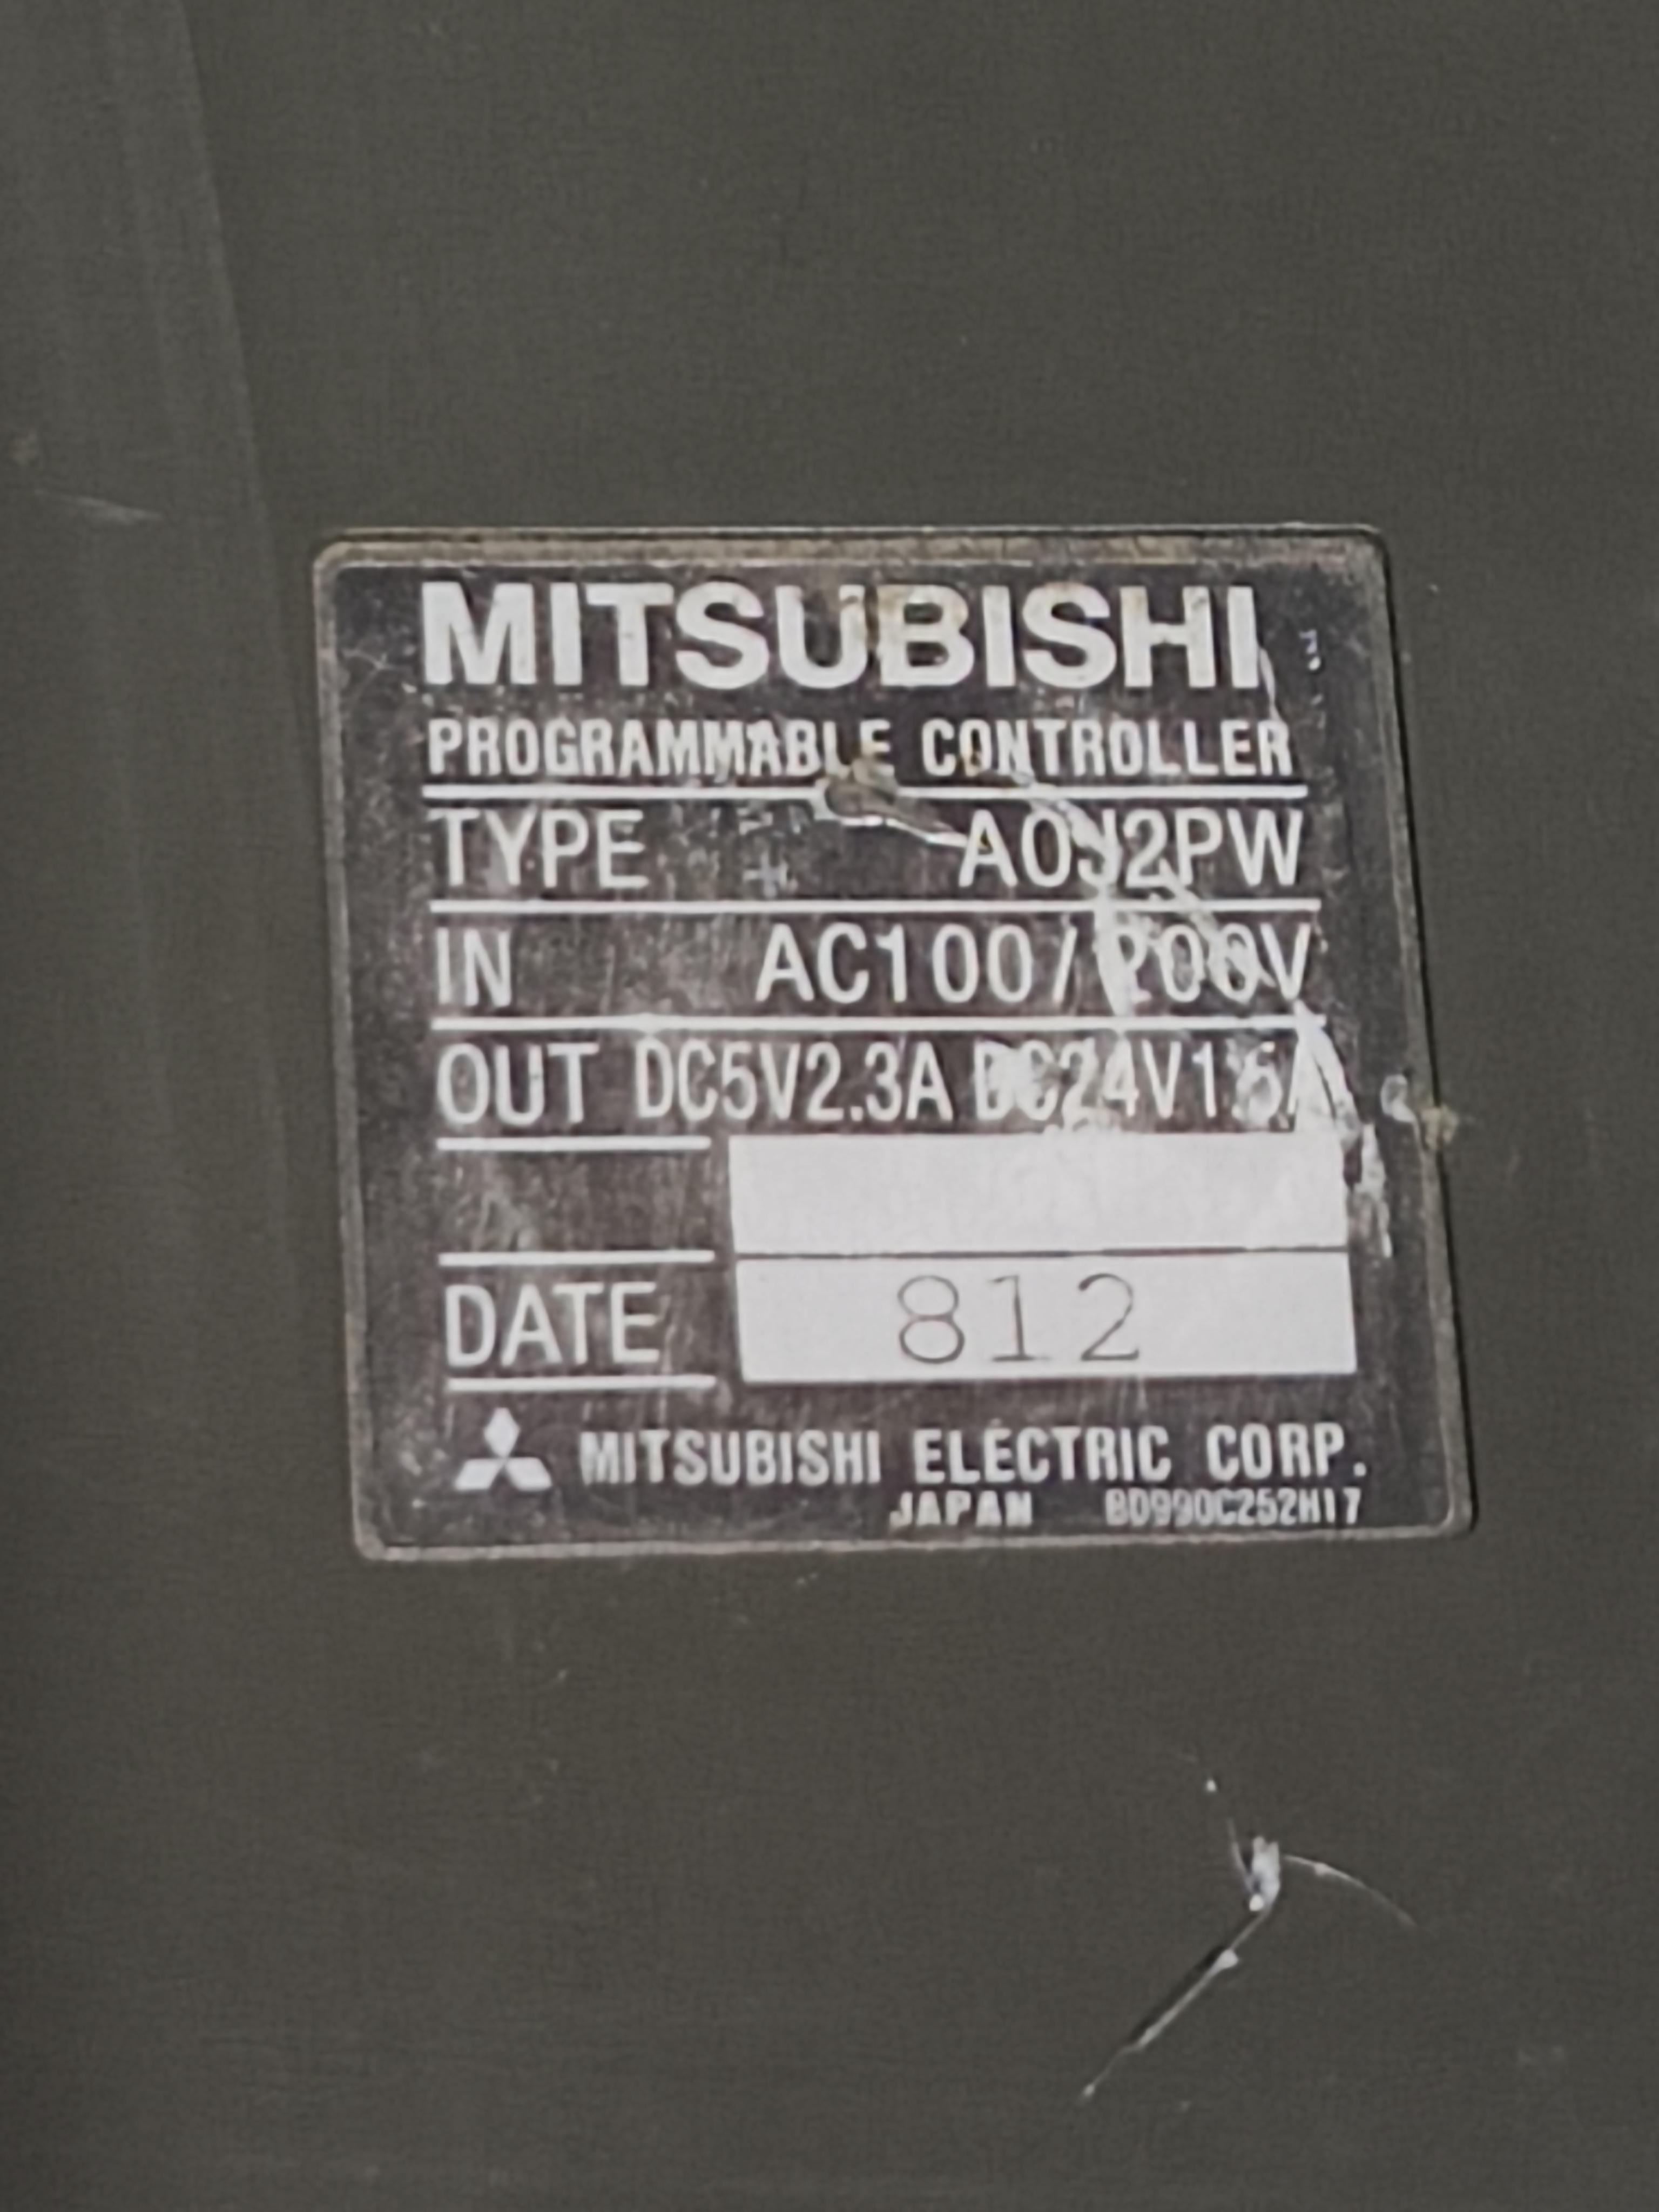 MITSUBISHI
PROGRAMMABLE CONTROLLER
TYPE A0J2PW
IN AC100/200V
OUT DC5V2.3A DC24V1.5A
DATE 812
MITSUBISHI ELECTRIC CORP.
JAPAN BD990C252H17